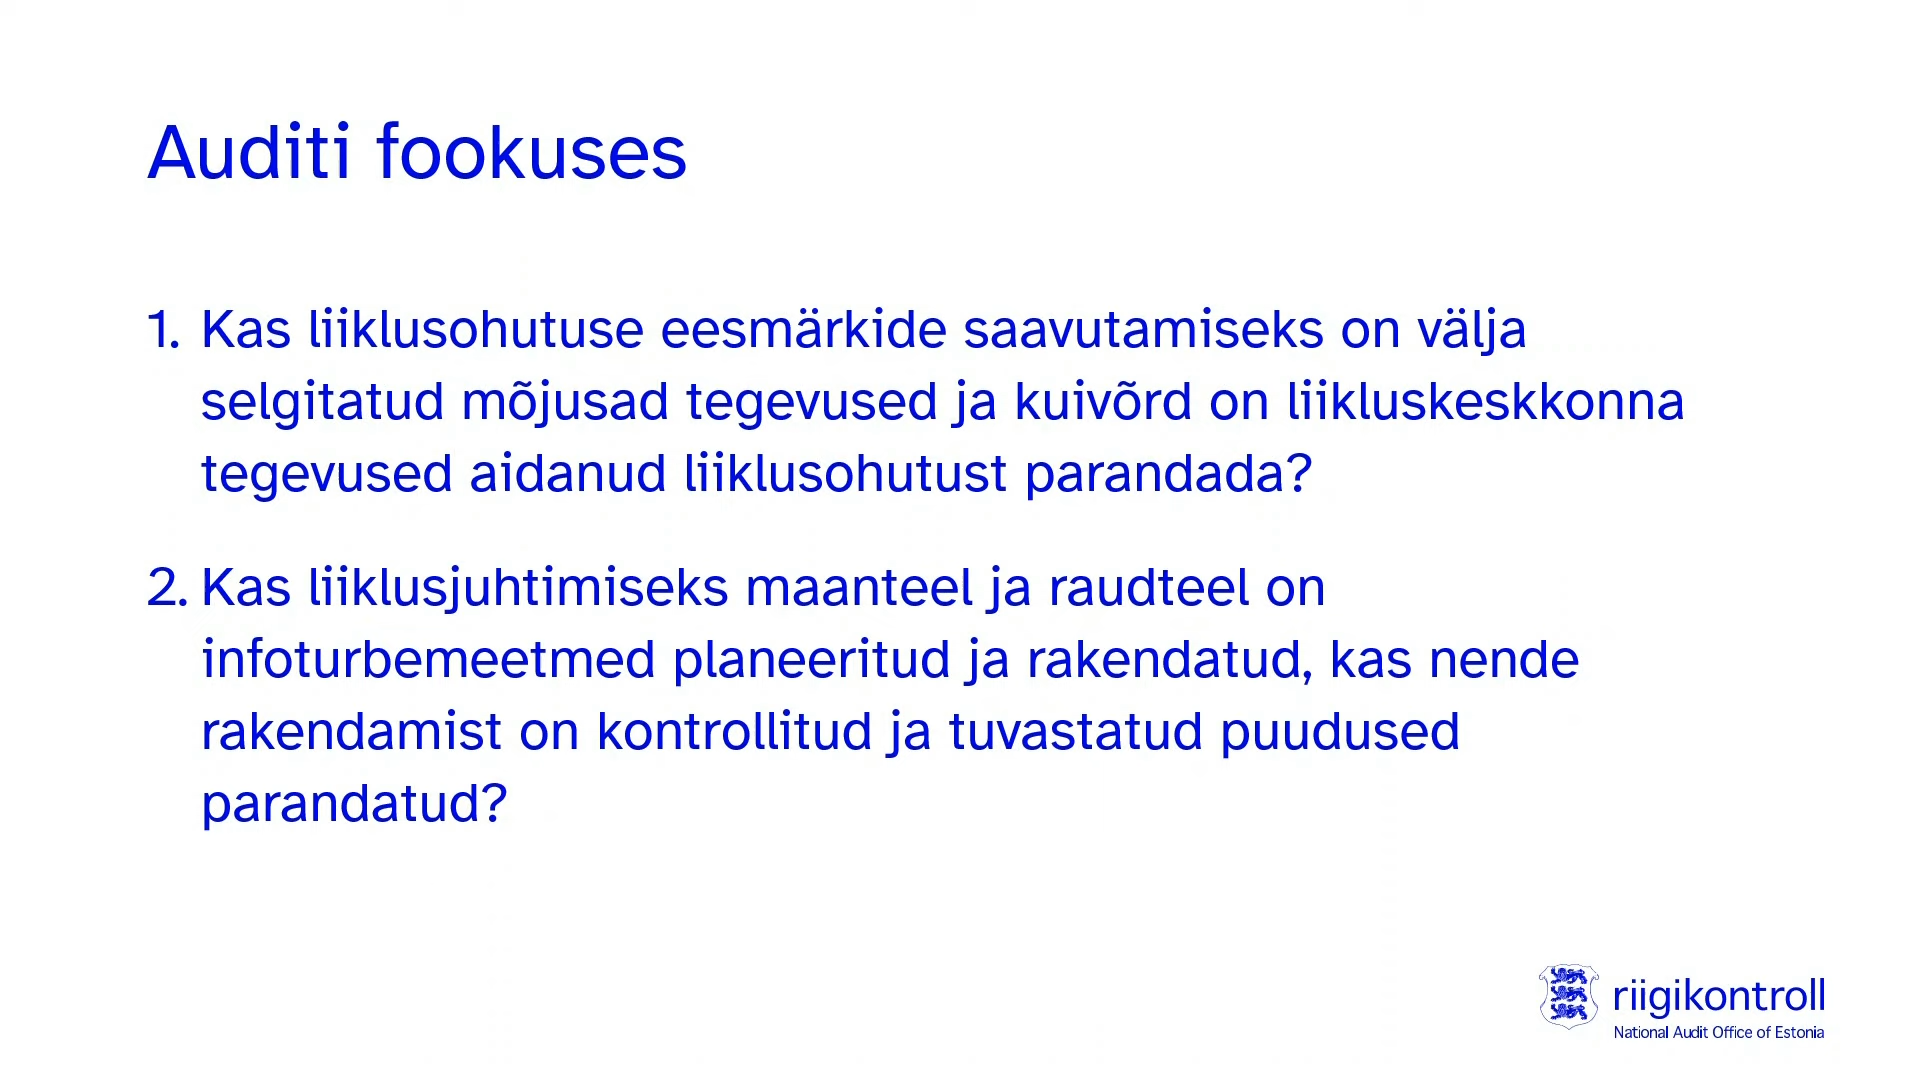 Auditi fookuses
1. Kas liiklusohutuse eesmärkide saavutamiseks on välja
selgitatud mõjusad tegevused ja kuivõrd on liikluskeskkonna
tegevused aidanud liiklusohutust parandada?
2. Kas liiklusjuhtimiseks maanteel ja raudteel on
infoturbemeetmed planeeritud ja rakendatud, kas nende
rakendamist on kontrollitud ja tuvastatud puudused
parandatud?
riigikontroll
National Audit Office of Estonia